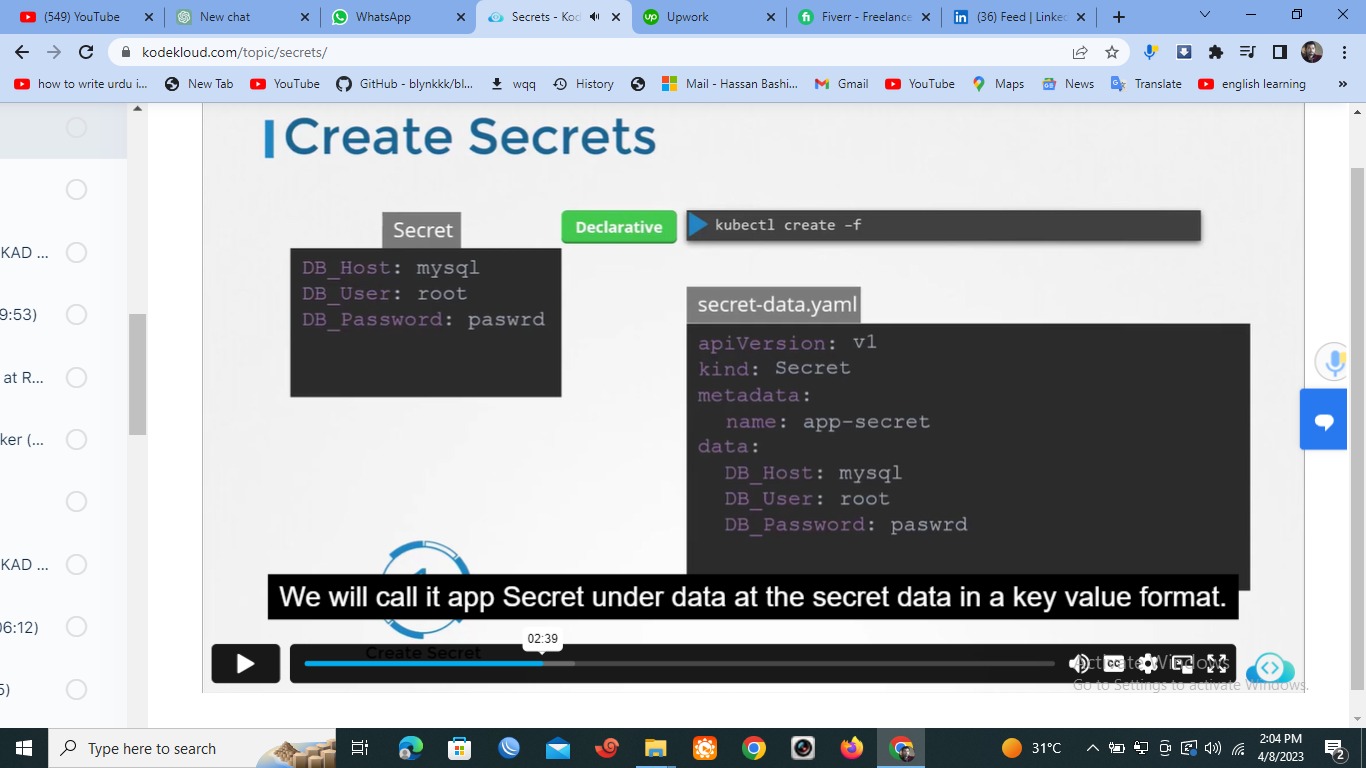 (549) YouTube
New chat
WhatsApp
Secrets - Kod
Upwork
Fiverr - Freelance
(36) Feed | Linke
kodekloud.com/topic/secrets/
how to write urdu i...
New Tab
YouTube
GitHub - blynkkk/bl...
wqq
History
Mail - Hassan Bashi...
Gmail
YouTube
Maps
News
Translate
english learning
»
KAD ...
9:53)
at R...
ker (...
KAD ...
06:12)
5)
Create Secrets
Secret
DB_Host: mysql
DB_User: root
DB_Password: paswrd
Declarative
kubectl create –f
secret-data.yaml
apiVersion: v1
kind: Secret
metadata:
name: app-secret
data:
DB_Host: mysql
DB_User: root
DB_Password: paswrd
We will call it app Secret under data at the secret data in a key value format.
02:39
Create Secret
CC
Activate Windows
Go to Settings to activate Windows.
Type here to search
31°C
2:04 PM
4/8/2023
2